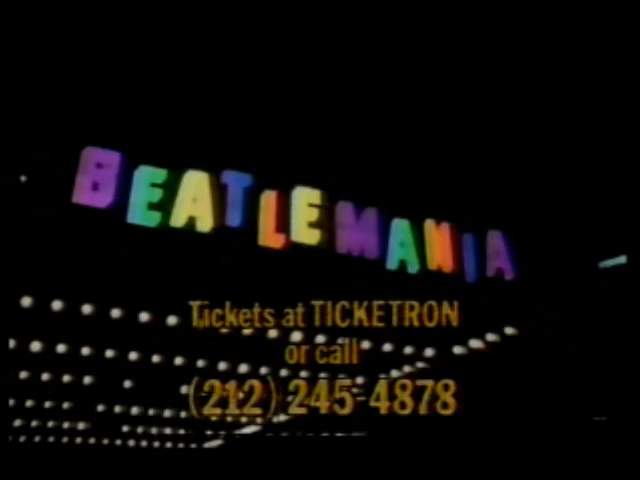 BEATLEMANIA
Tickets at TICKETRON
or call
(212) 245-4878